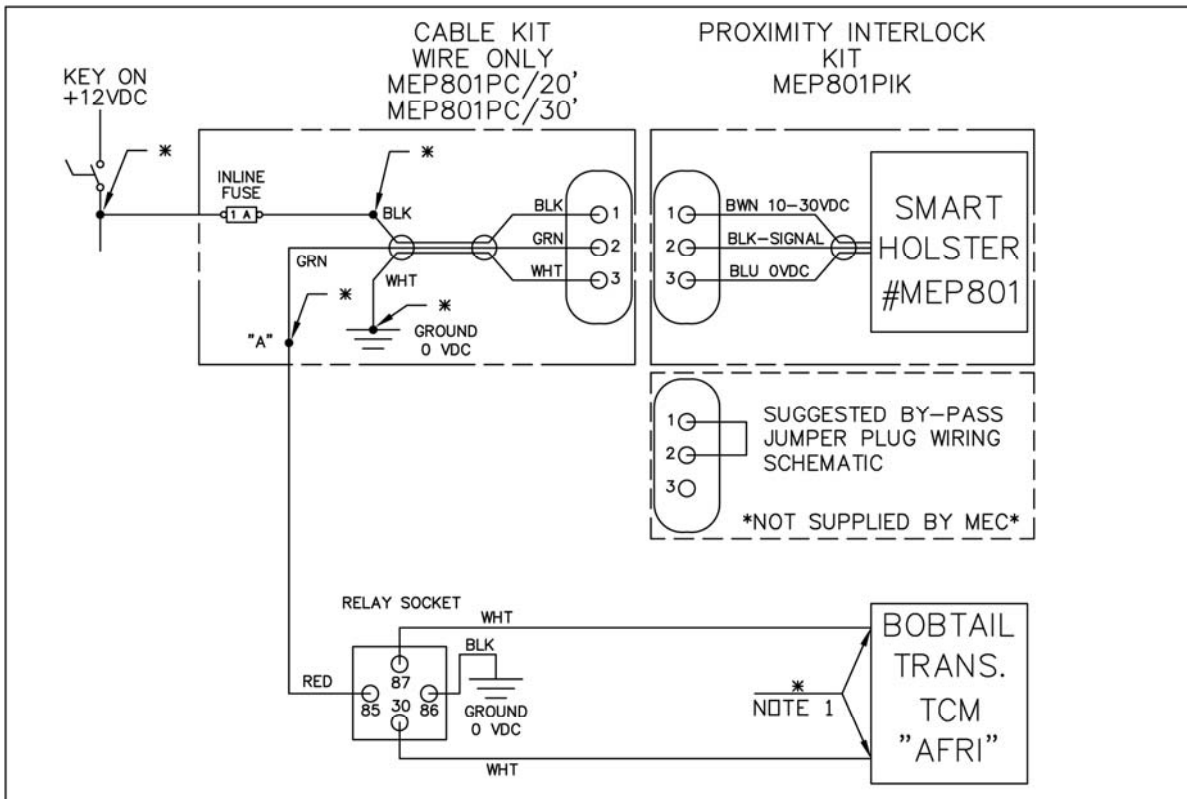 CABLE KIT
WIRE ONLY
MEP801PC/20'
MEP801PC/30'
PROXIMITY INTERLOCK
KIT
MEP801PIK
KEY ON
+12VDC
*
INLINE
FUSE
1 A
*
BLK
GRN
WHT
*
"A"
*
GROUND
0 VDC
BLK
GRN
WHT
1
2
3
1
2
3
BWN 10-30VDC
BLK-SIGNAL
BLU 0VDC
SMART
HOLSTER
#MEP801
1
2
3
SUGGESTED BY-PASS
JUMPER PLUG WIRING
SCHEMATIC
*NOT SUPPLIED BY MEC*
RELAY SOCKET
RED
87
85
30
86
WHT
BLK
GROUND
0 VDC
WHT
*
NOTE 1
BOBTAIL
TRANS.
TCM
"AFRI"